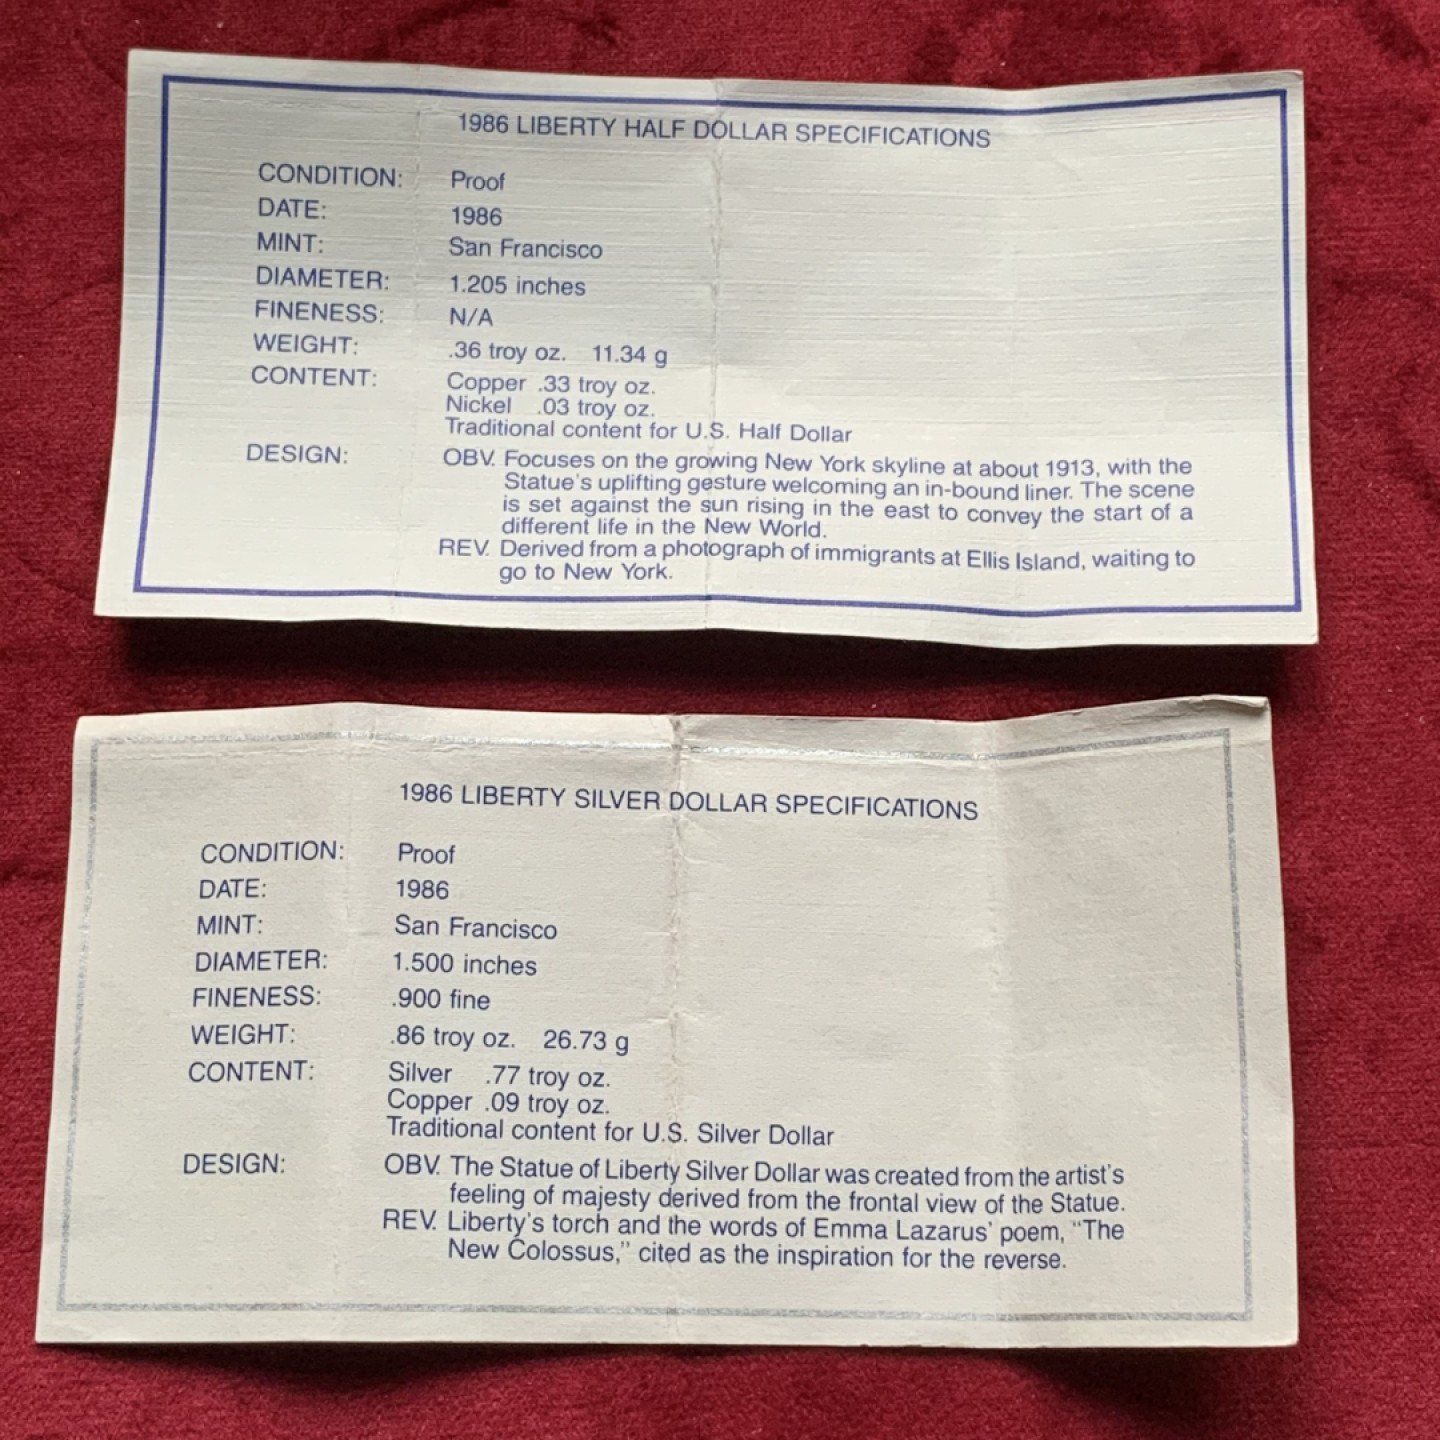 1986 LIBERTY HALF DOLLAR SPECIFICATIONS
CONDITION: Proof
DATE: 1986
MINT: San Francisco
DIAMETER: 1.205 inches
FINENESS: N/A
WEIGHT: .36 troy oz. 11.34 g
CONTENT: Copper .33 troy oz.
Nickel .03 troy oz.
Traditional content for U.S. Half Dollar
DESIGN: OBV. Focuses on the growing New York skyline at about 1913, with the
Statue's uplifting gesture welcoming an in-bound liner. The scene
is set against the sun rising in the east to convey the start of a
different life in the New World.
REV. Derived from a photograph of immigrants at Ellis Island, waiting to
go to New York.
1986 LIBERTY SILVER DOLLAR SPECIFICATIONS
CONDITION: Proof
DATE: 1986
MINT: San Francisco
DIAMETER: 1.500 inches
FINENESS: .900 fine
WEIGHT: .86 troy oz. 26.73 g
CONTENT: Silver .77 troy oz.
Copper .09 troy oz.
Traditional content for U.S. Silver Dollar
DESIGN: OBV. The Statue of Liberty Silver Dollar was created from the artist's
feeling of majesty derived from the frontal view of the Statue.
REV. Liberty's torch and the words of Emma Lazarus' poem, "The
New Colossus," cited as the inspiration for the reverse.